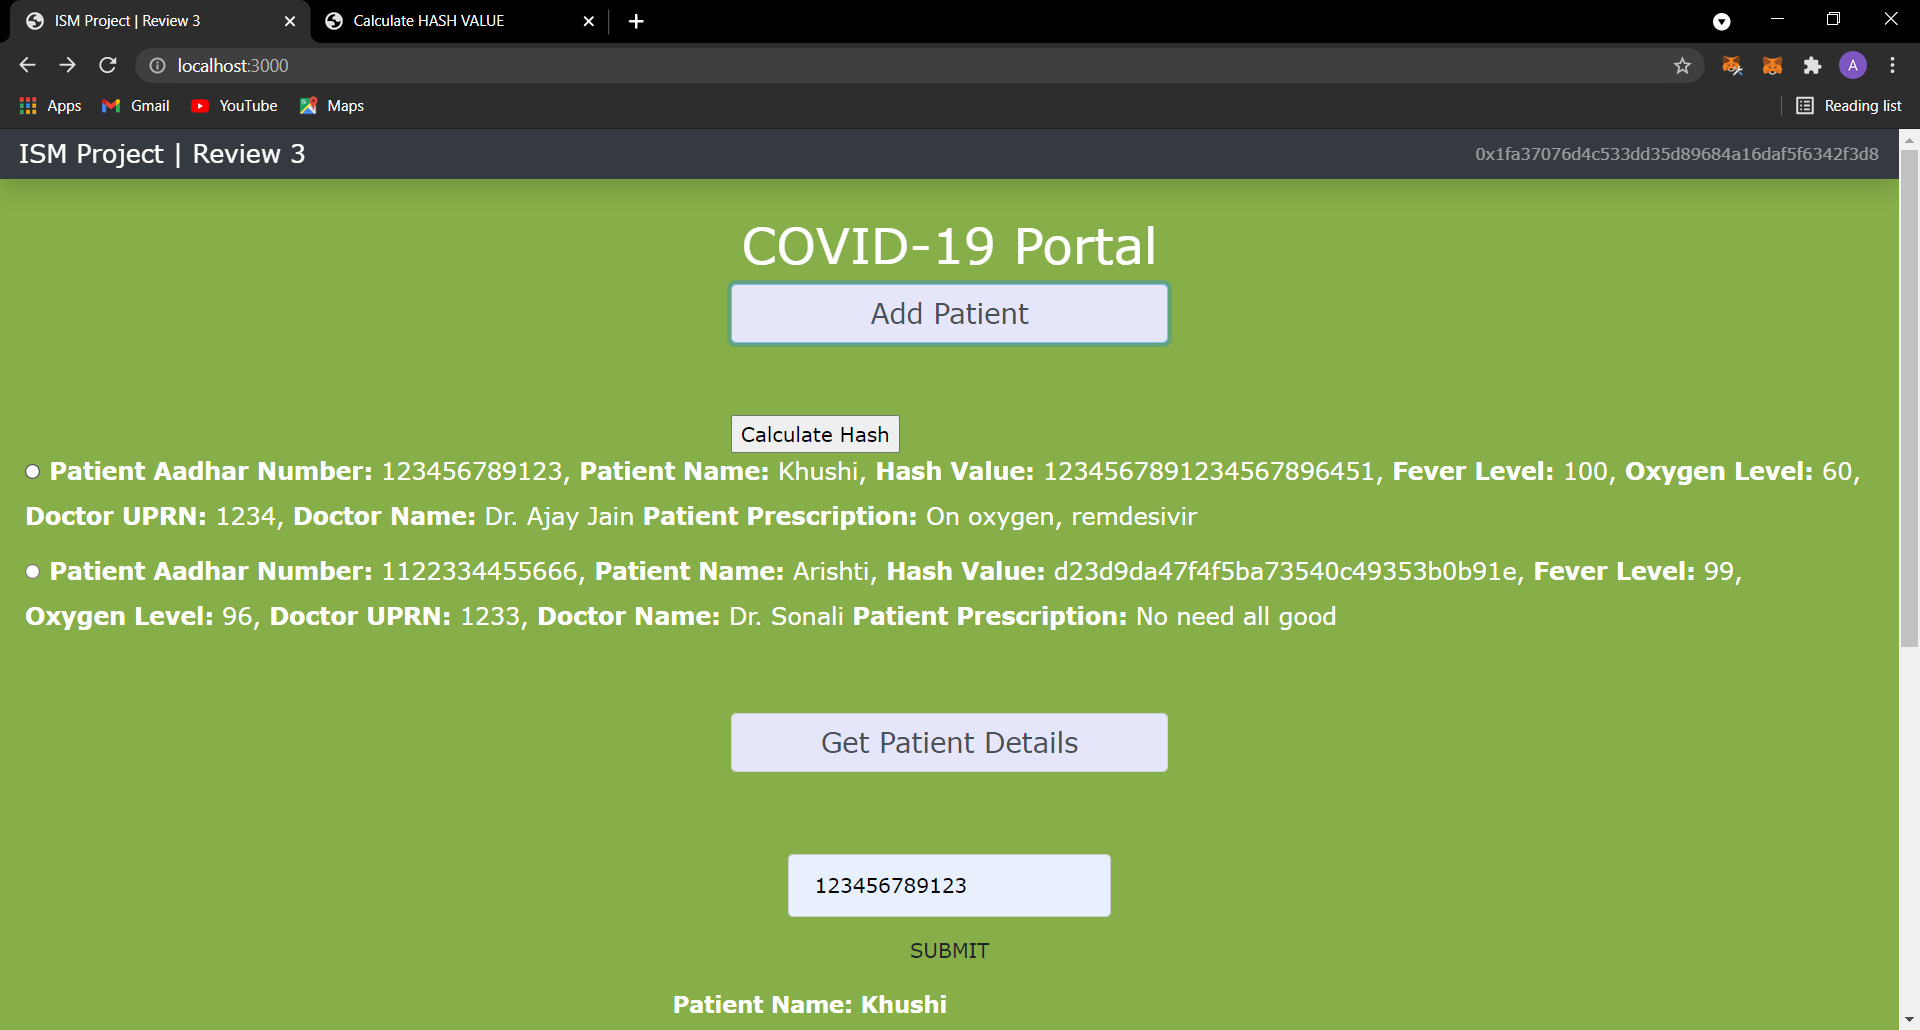 ISM Project | Review 3
Calculate HASH VALUE
localhost:3000
A
Apps
Gmail
YouTube
Maps
Reading list
ISM Project | Review 3
0x1fa37076d4c533dd35d89684a16daf5f6342f3d8
COVID-19 Portal
Add Patient
Calculate Hash
Patient Aadhar Number: 123456789123, Patient Name: Khushi, Hash Value: 1234567891234567896451, Fever Level: 100, Oxygen Level: 60,
Doctor UPRN: 1234, Doctor Name: Dr. Ajay Jain Patient Prescription: On oxygen, remdesivir
Patient Aadhar Number: 1122334455666, Patient Name: Arishti, Hash Value: d23d9da47f4f5ba73540c49353b0b91e, Fever Level: 99,
Oxygen Level: 96, Doctor UPRN: 1233, Doctor Name: Dr. Sonali Patient Prescription: No need all good
Get Patient Details
123456789123
SUBMIT
Patient Name: Khushi